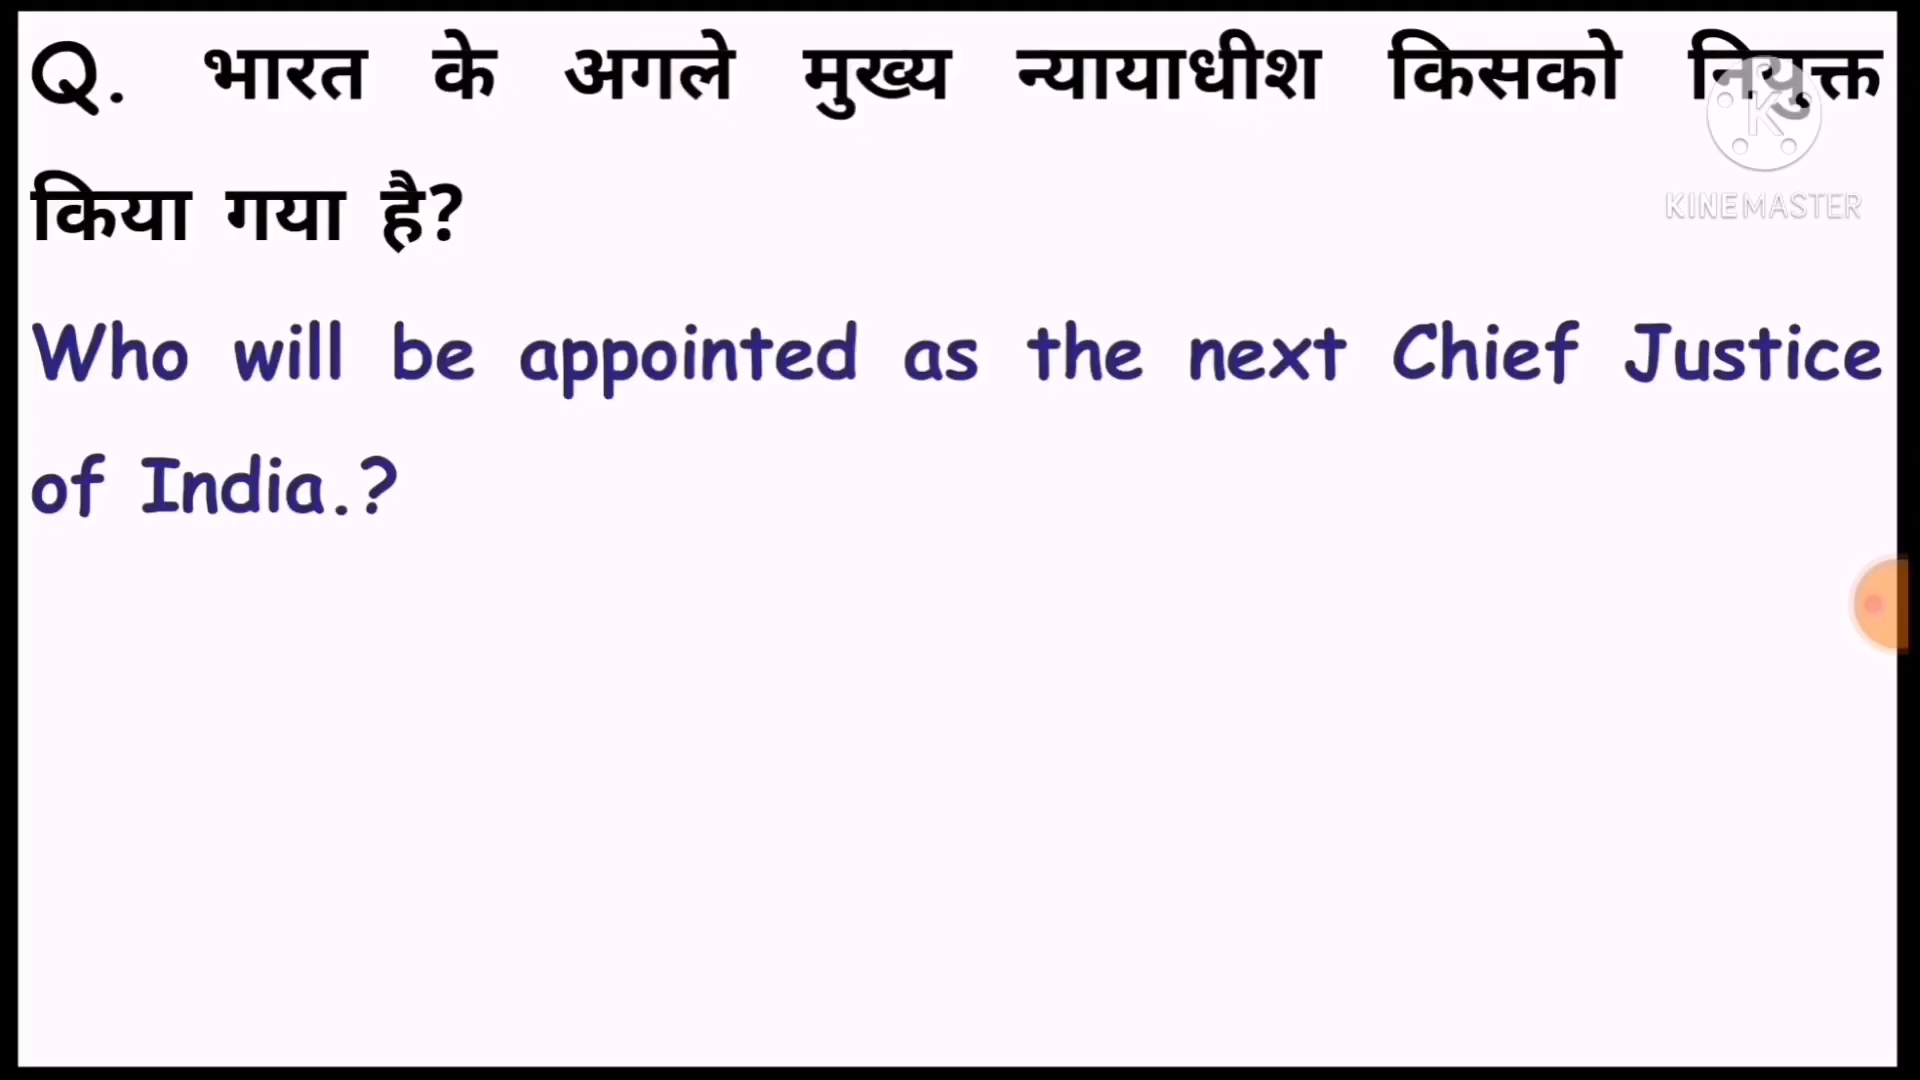 Q. भारत के अगले मुख्य न्यायाधीश किसको नियुक्त
किया गया है?
Who will be appointed as the next Chief Justice
of India.?
K
KINEMASTER